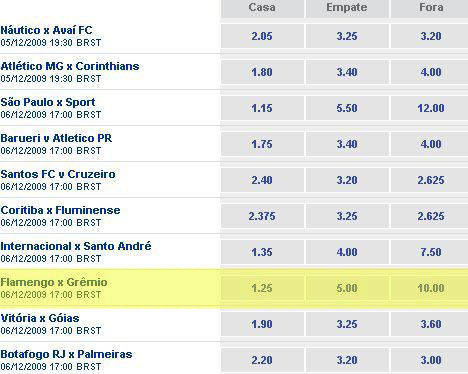 Casa Empate Fora
Náutico x Avaí FC
05/12/2009 19:30 BRST 2.05 3.25 3.20
Atlético MG x Corinthians
05/12/2009 19:30 BRST 1.80 3.40 4.00
São Paulo x Sport
06/12/2009 17:00 BRST 1.15 5.50 12.00
Barueri v Atletico PR
06/12/2009 17:00 BRST 1.75 3.40 4.00
Santos FC v Cruzeiro
06/12/2009 17:00 BRST 2.40 3.20 2.625
Coritiba x Fluminense
06/12/2009 17:00 BRST 2.375 3.25 2.625
Internacional x Santo André
06/12/2009 17:00 BRST 1.35 4.00 7.50
Flamengo x Grêmio
06/12/2009 17:00 BRST 1.25 5.00 10.00
Vitória x Góias
06/12/2009 17:00 BRST 1.90 3.25 3.60
Botafogo RJ x Palmeiras
06/12/2009 17:00 BRST 2.20 3.20 3.00